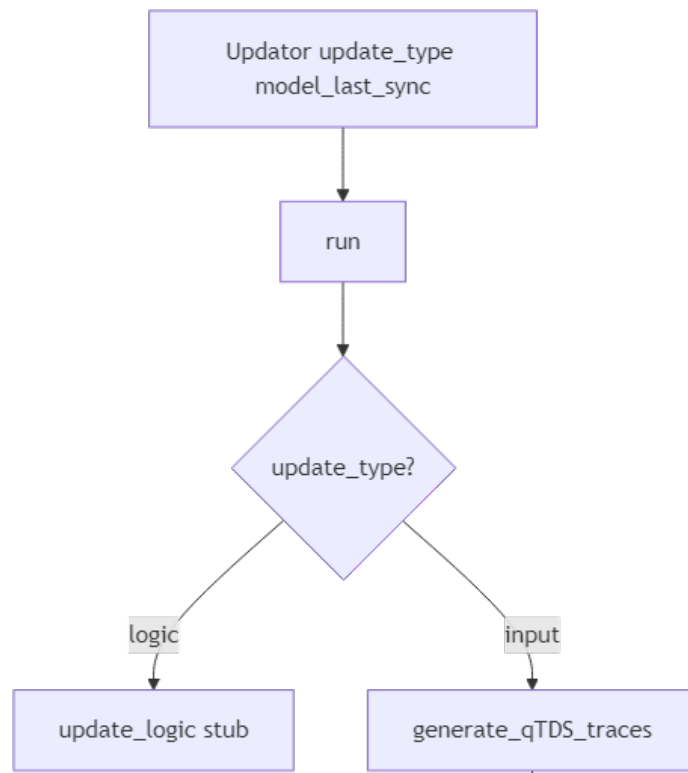 Updator update_type
model_last_sync
run
update_type?
logic
input
update_logic stub
generate_qTDS_traces